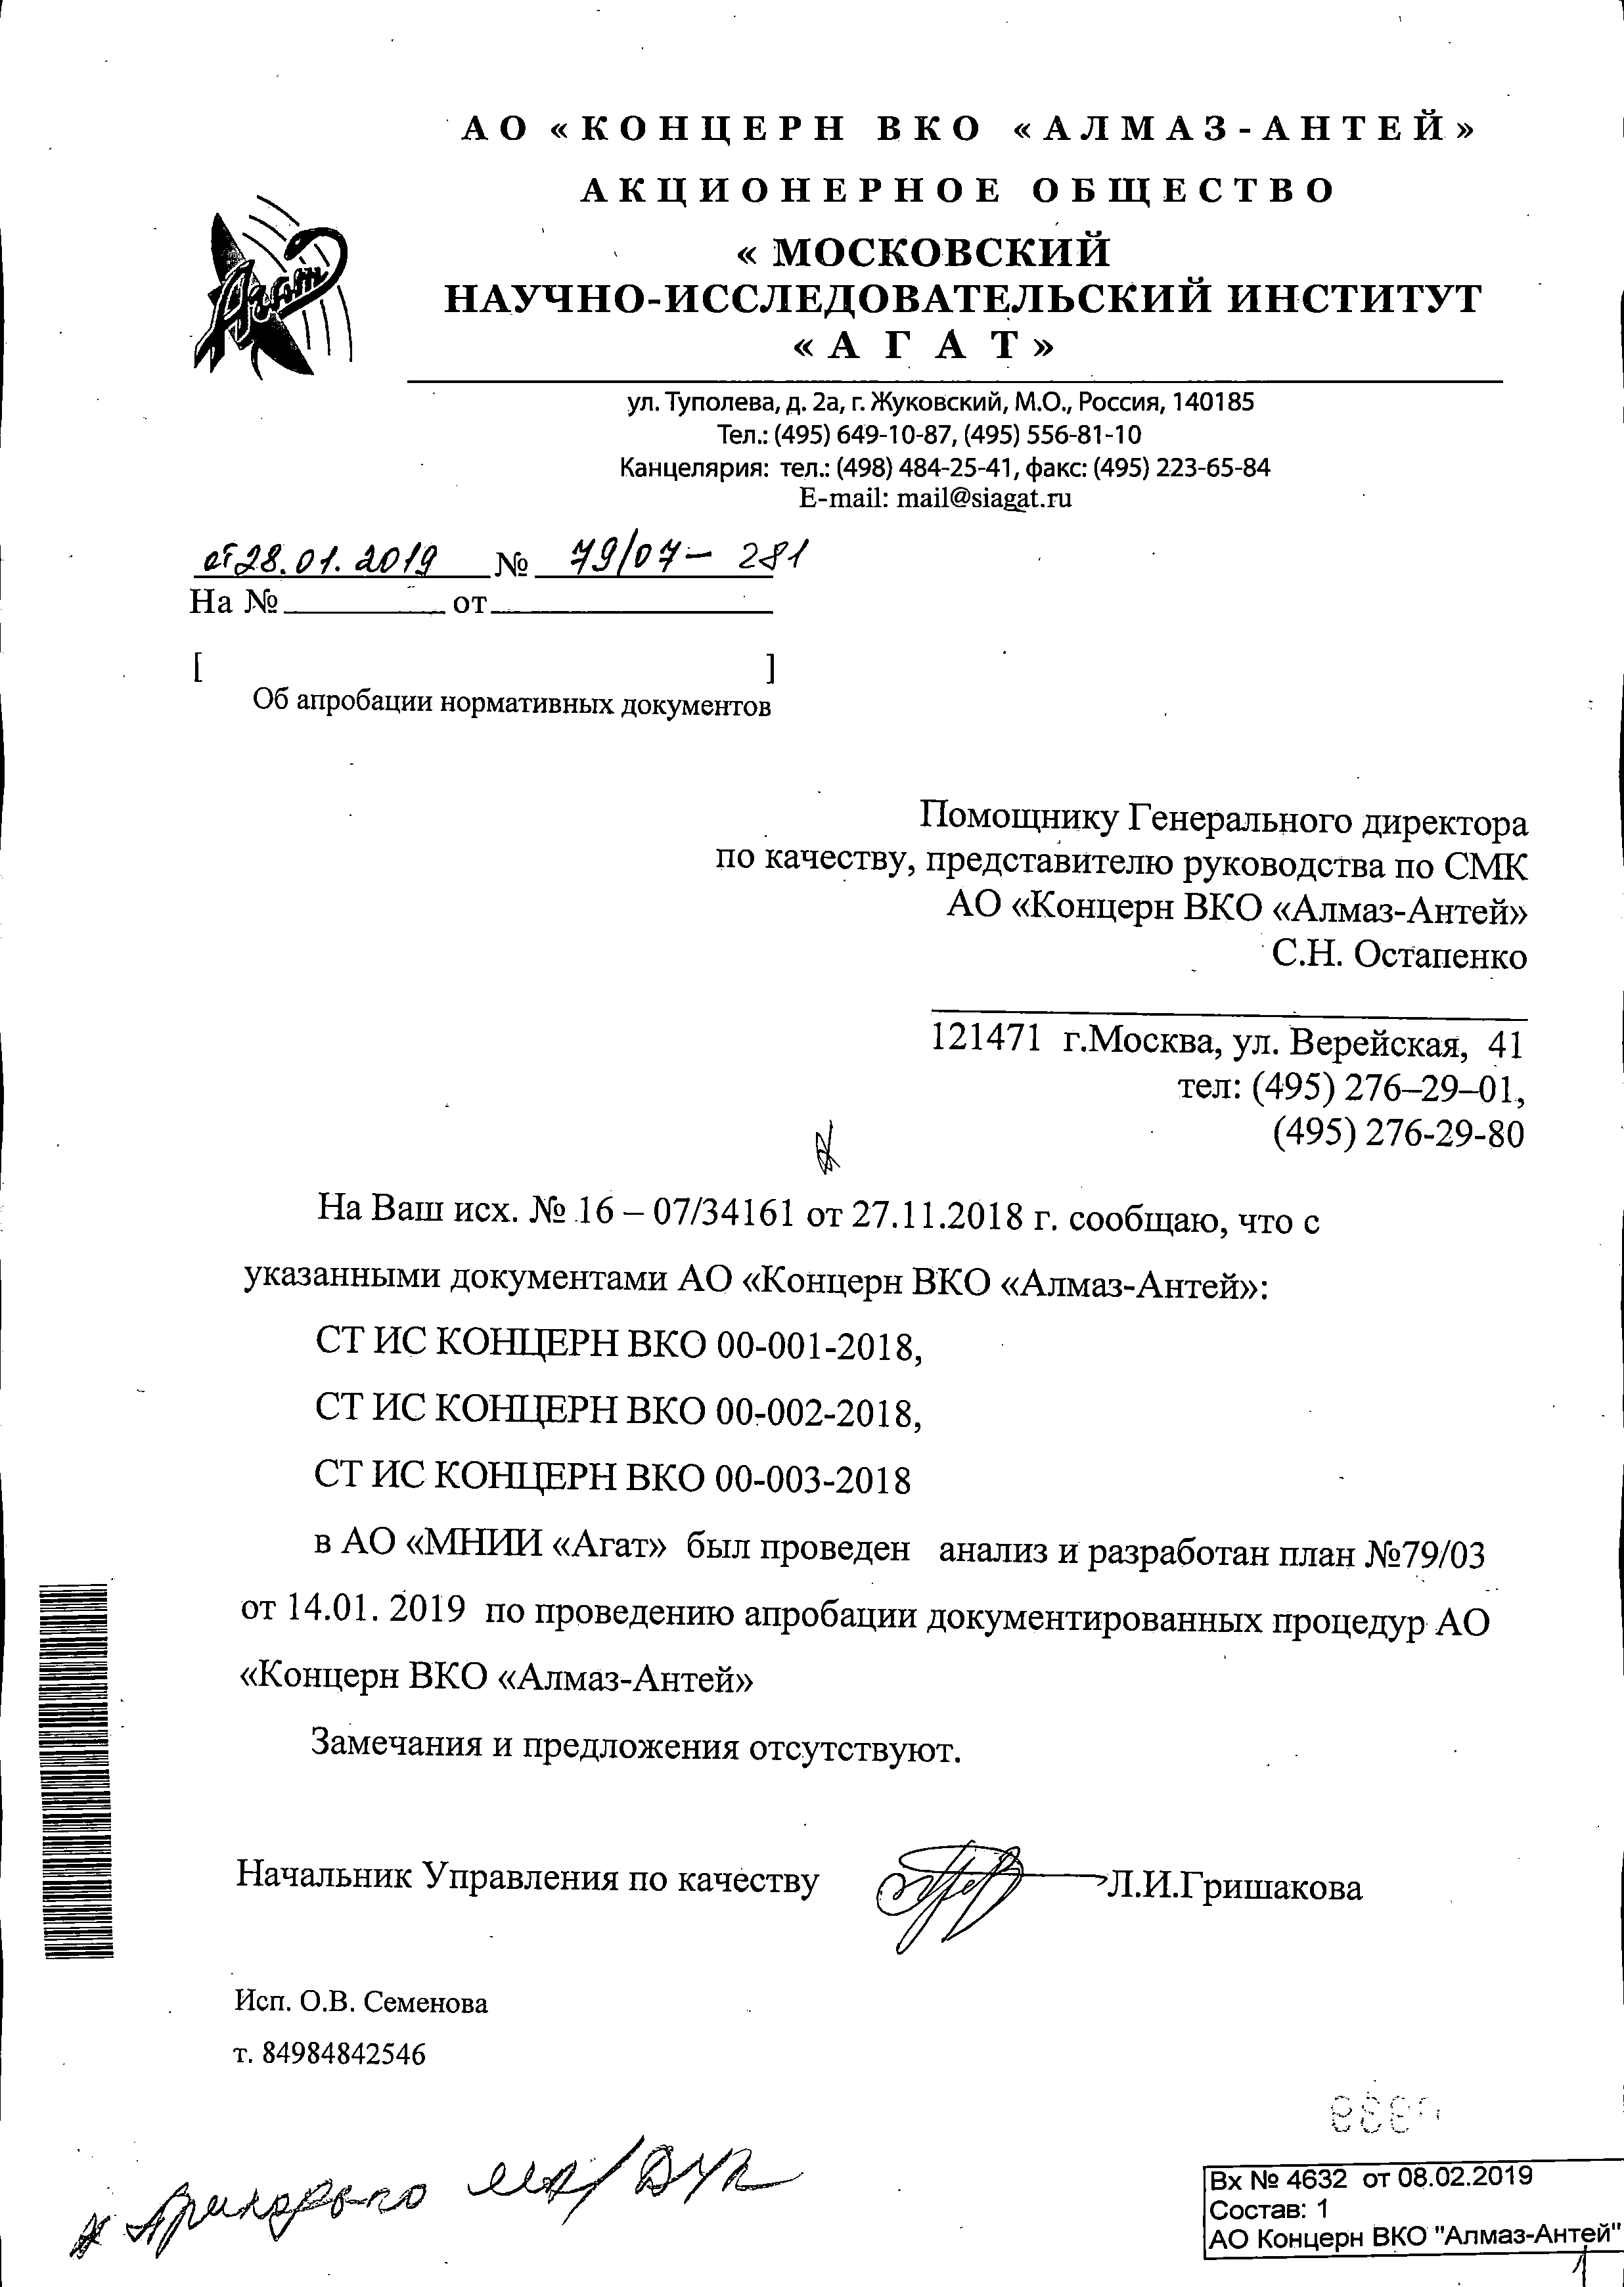 АО «КОНЦЕРН ВКО «АЛМАЗ-АНТЕЙ»
АКЦИОНЕРНОЕ ОБЩЕСТВО
« МОСКОВСКИЙ
НАУЧНО-ИССЛЕДОВАТЕЛЬСКИЙ ИНСТИТУТ
«АГАТ»
Агат
ул. Туполева, д. 2а, г. Жуковский, М.О., Россия, 140185
Тел.: (495) 649-10-87, (495) 556-81-10
Канцелярия: тел.: (498) 484-25-41, факс: (495) 223-65-84
E-mail: mail@siagat.ru
от 28.01.2019 № 79/07- 281
На № от
[ ]
Об апробации нормативных документов
Помощнику Генерального директора
по качеству, представителю руководства по СМК
АО «Концерн ВКО «Алмаз-Антей»
С.Н. Остапенко
121471 г.Москва, ул. Верейская, 41
тел: (495) 276–29–01,
(495) 276-29-80
На Ваш исх. № 16 – 07/34161 от 27.11.2018 г. сообщаю, что с
указанными документами АО «Концерн ВКО «Алмаз-Антей»:
СТ ИС КОНЦЕРН ВКО 00-001-2018,
СТ ИС КОНЦЕРН ВКО 00-002-2018,
СТ ИС КОНЦЕРН ВКО 00-003-2018
в АО «МНИИ «Агат» был проведен анализ и разработан план №79/03
от 14.01. 2019 по проведению апробации документированных процедур АО
«Концерн ВКО «Алмаз-Антей»
Замечания и предложения отсутствуют.
Начальник Управления по качеству Л.И.Гришакова
Исп. О.В. Семенова
т. 84984842546
Вх № 4632 от 08.02.2019
Состав: 1
АО Концерн ВКО "Алмаз-Антей"
1